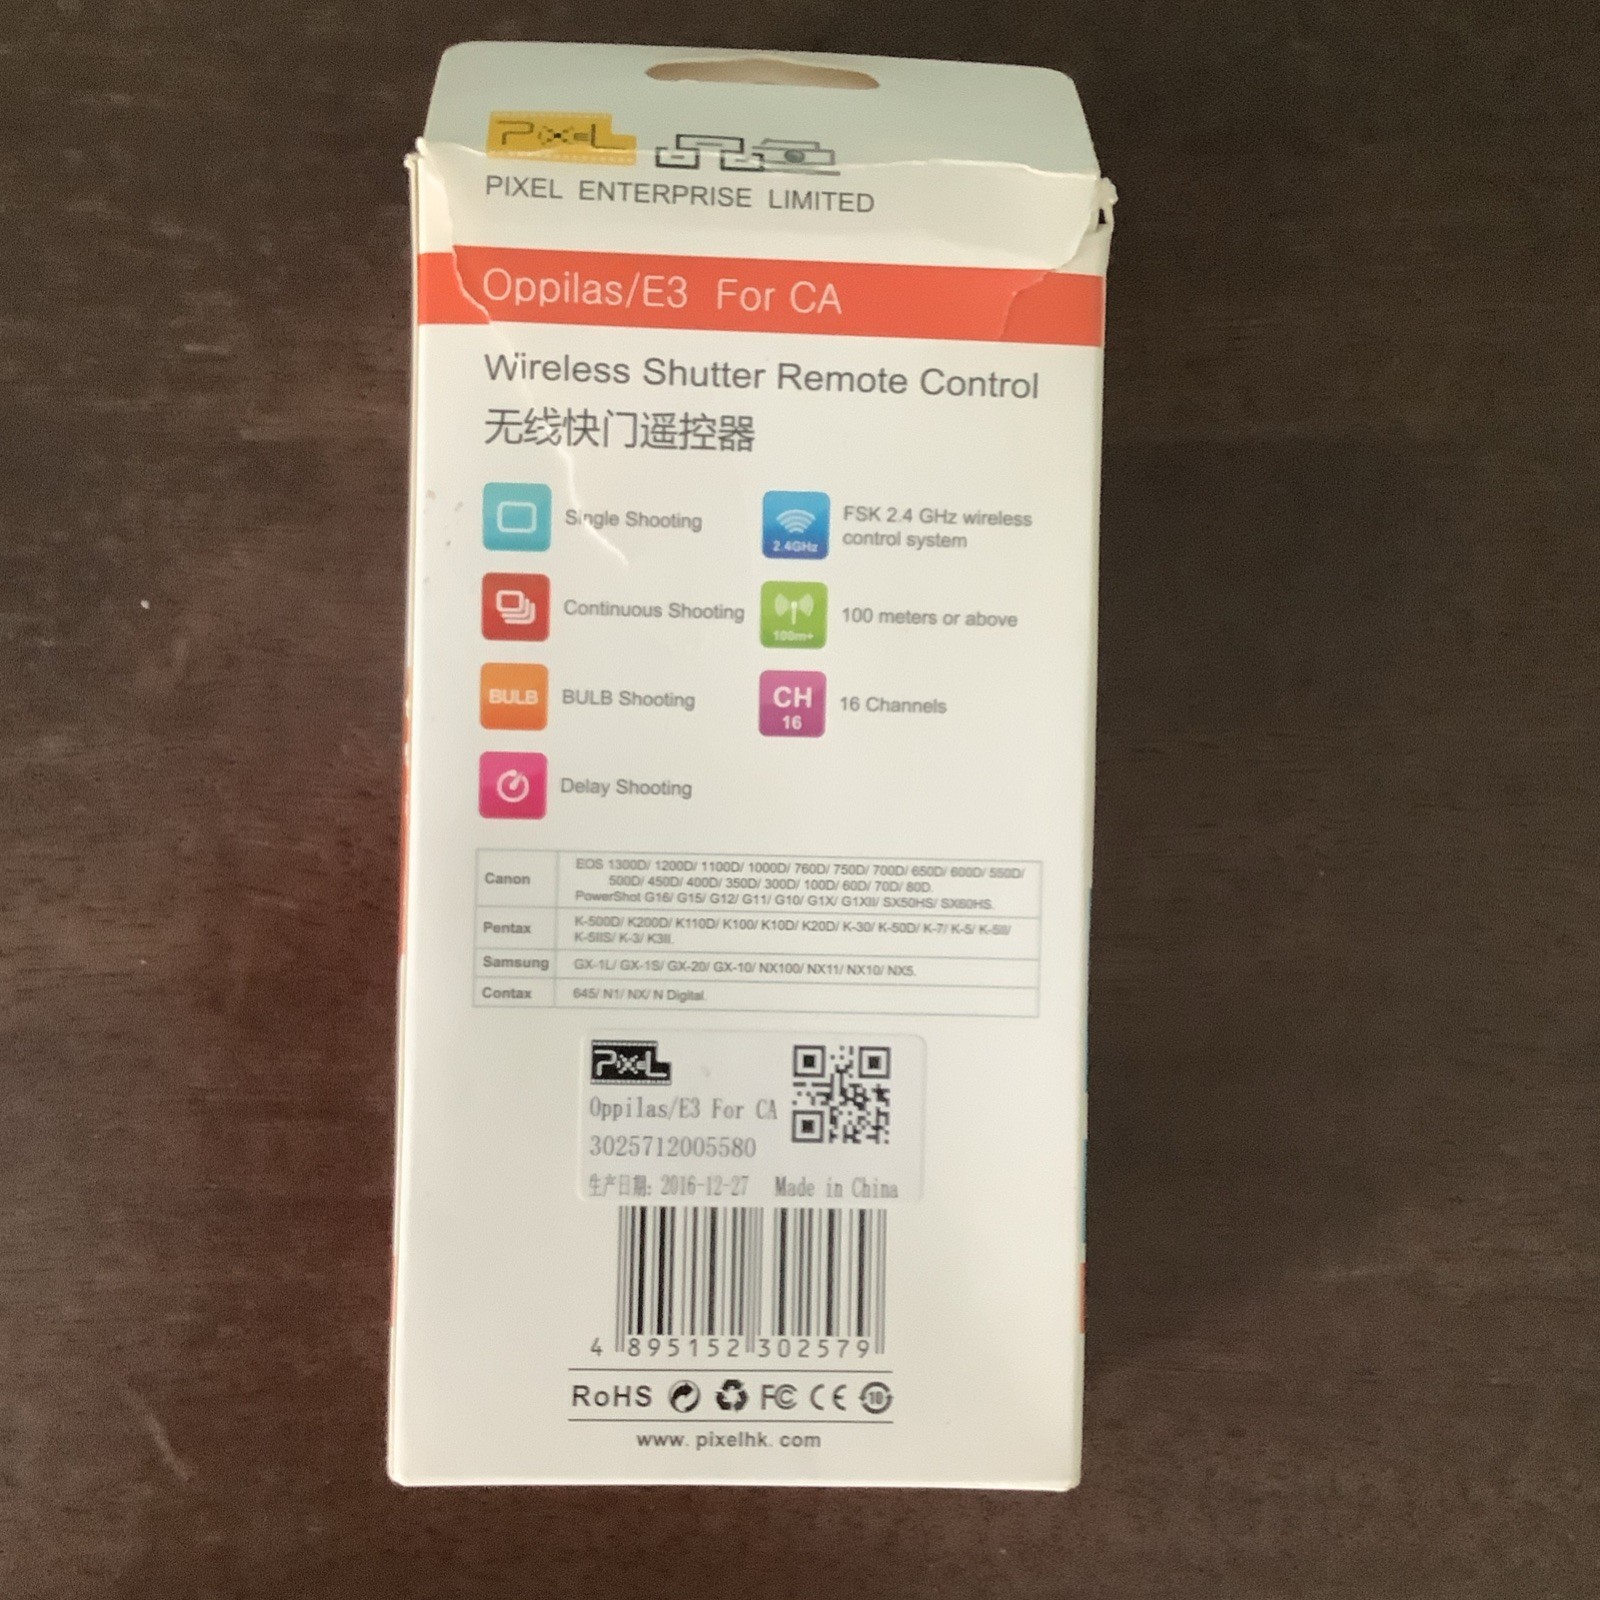 PIXEL
PIXEL ENTERPRISE LIMITED
Oppilas/E3 For CA
Wireless Shutter Remote Control
无线快门遥控器
Single Shooting
2.4GHz
FSK 2.4 GHz wireless
control system
Continuous Shooting
100m+
100 meters or above
BULB
BULB Shooting
CH
16
16 Channels
Delay Shooting
Canon
EOS 1300D/ 1200D/ 1100D/ 1000D/ 760D/ 750D/ 700D/ 650D/ 600D/ 550D/
500D/ 450D/ 400D/ 350D/ 300D/ 100D/ 60D/ 70D/ 80D.
PowerShot G16/ G15/ G12/ G11/ G10/ G1X/ G1XII/ SX50HS/ SX60HS.
Pentax
K-500D/ K200D/ K110D/ K100/ K10D/ K20D/ K-30/ K-50D/ K-7/ K-5/ K-5II/
K-5IIS/ K-3/ K3II.
Samsung
GX-1L/ GX-1S/ GX-20/ GX-10/ NX100/ NX11/ NX10/ NX5.
Contax
645/ N1/ NX/ N Digital.
PIXEL
Oppilas/E3 For CA
3025712005580
生产日期: 2016-12-27 Made in China
4 895152 302579
RoHS FC CE 10
www.pixelhk.com